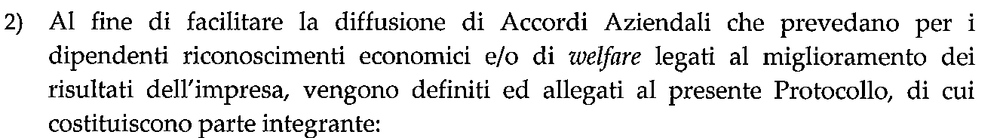 2) Al fine di facilitare la diffusione di Accordi Aziendali che prevedano per i
dipendenti riconoscimenti economici e/o di welfare legati al miglioramento dei
risultati dell'impresa, vengono definiti ed allegati al presente Protocollo, di cui
costituiscono parte integrante: